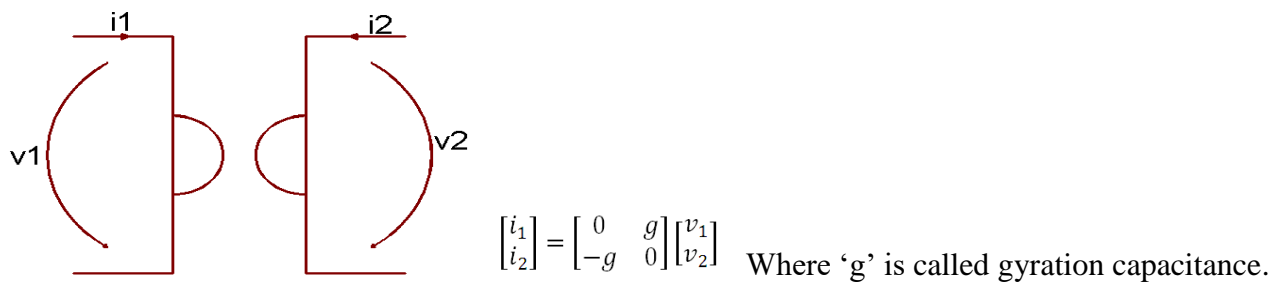 i1 i2
v1 v2
[i₁ i₂] = [0 g -g 0][v₁ v₂] Where ‘g’ is called gyration capacitance.